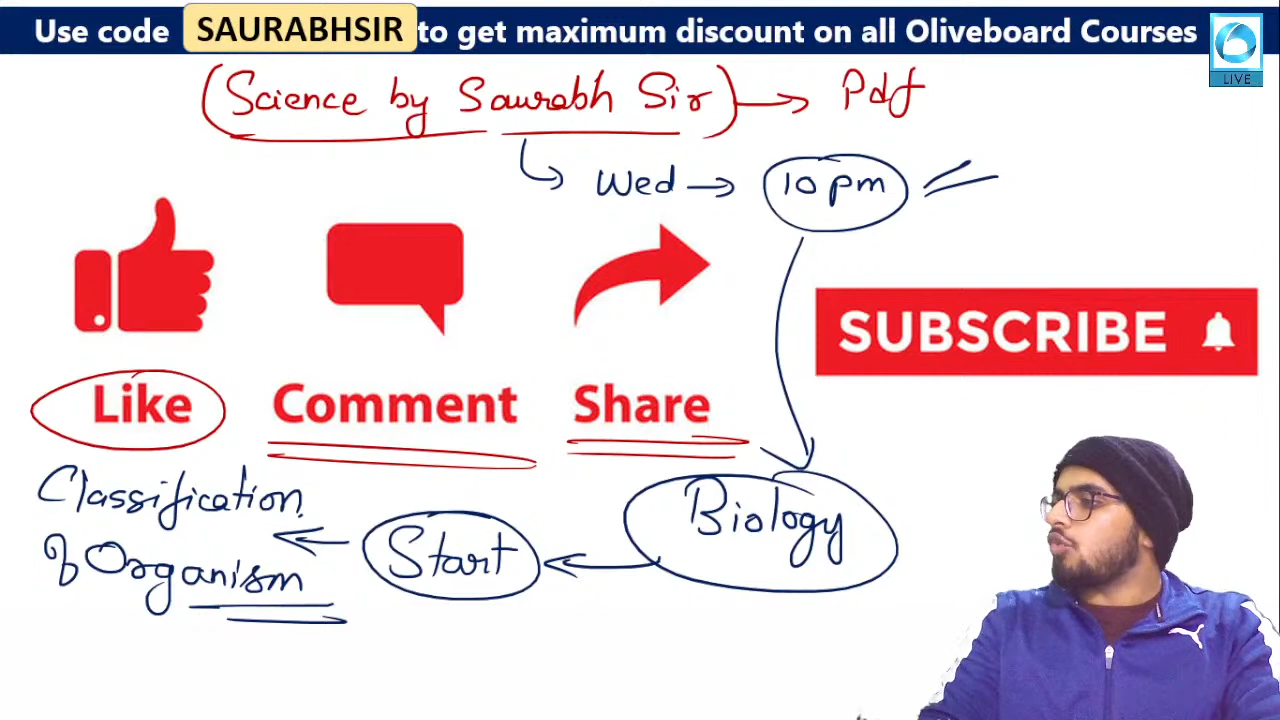 Use code SAURABHSIR to get maximum discount on all Oliveboard Courses
LIVE
(Science by Saurabh Sir) → Pdf
Wed → 10 pm
SUBSCRIBE
Like Comment Share
Biology
Start
Classification
of Organism